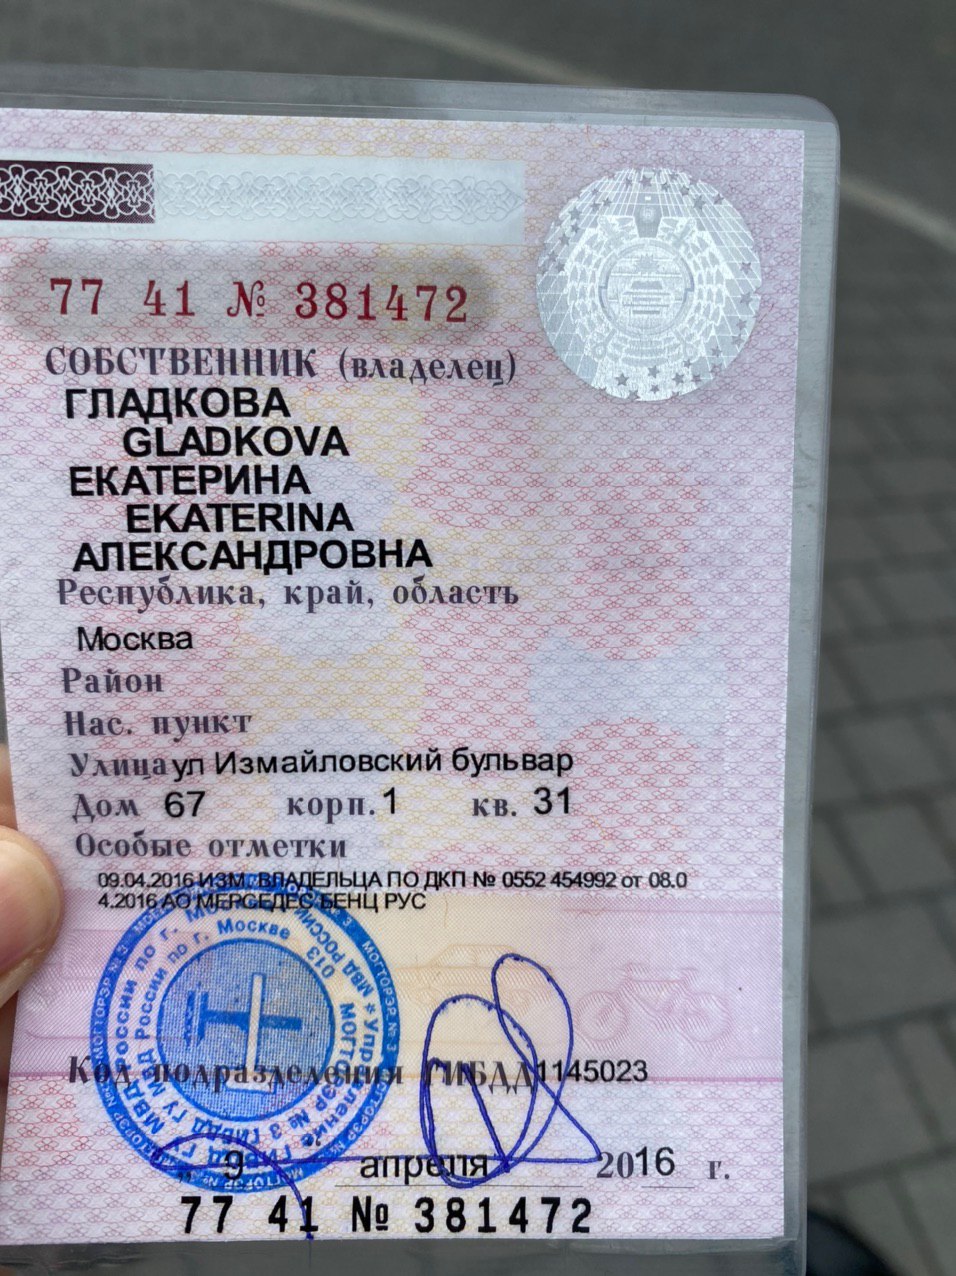 77 41 № 381472
СОБСТВЕННИК (владелец)
ГЛАДКОВА
GLADKOVA
ЕКАТЕРИНА
EKATERINA
АЛЕКСАНДРОВНА
Республика, край, область
Москва
Район
Нас. пункт
Улица ул Измайловский бульвар
Дом 67 корп. 1 кв. 31
Особые отметки
09.04.2016 ИЗМ. ВЛАДЕЛЬЦА ПО ДКП № 0552 454992 от 08.0
4.2016 АО МЕРСЕДЕС-БЕНЦ РУС
Код подразделения ГИБДД 1145023
„ 9 апреля 2016 г.
77 41 № 381472